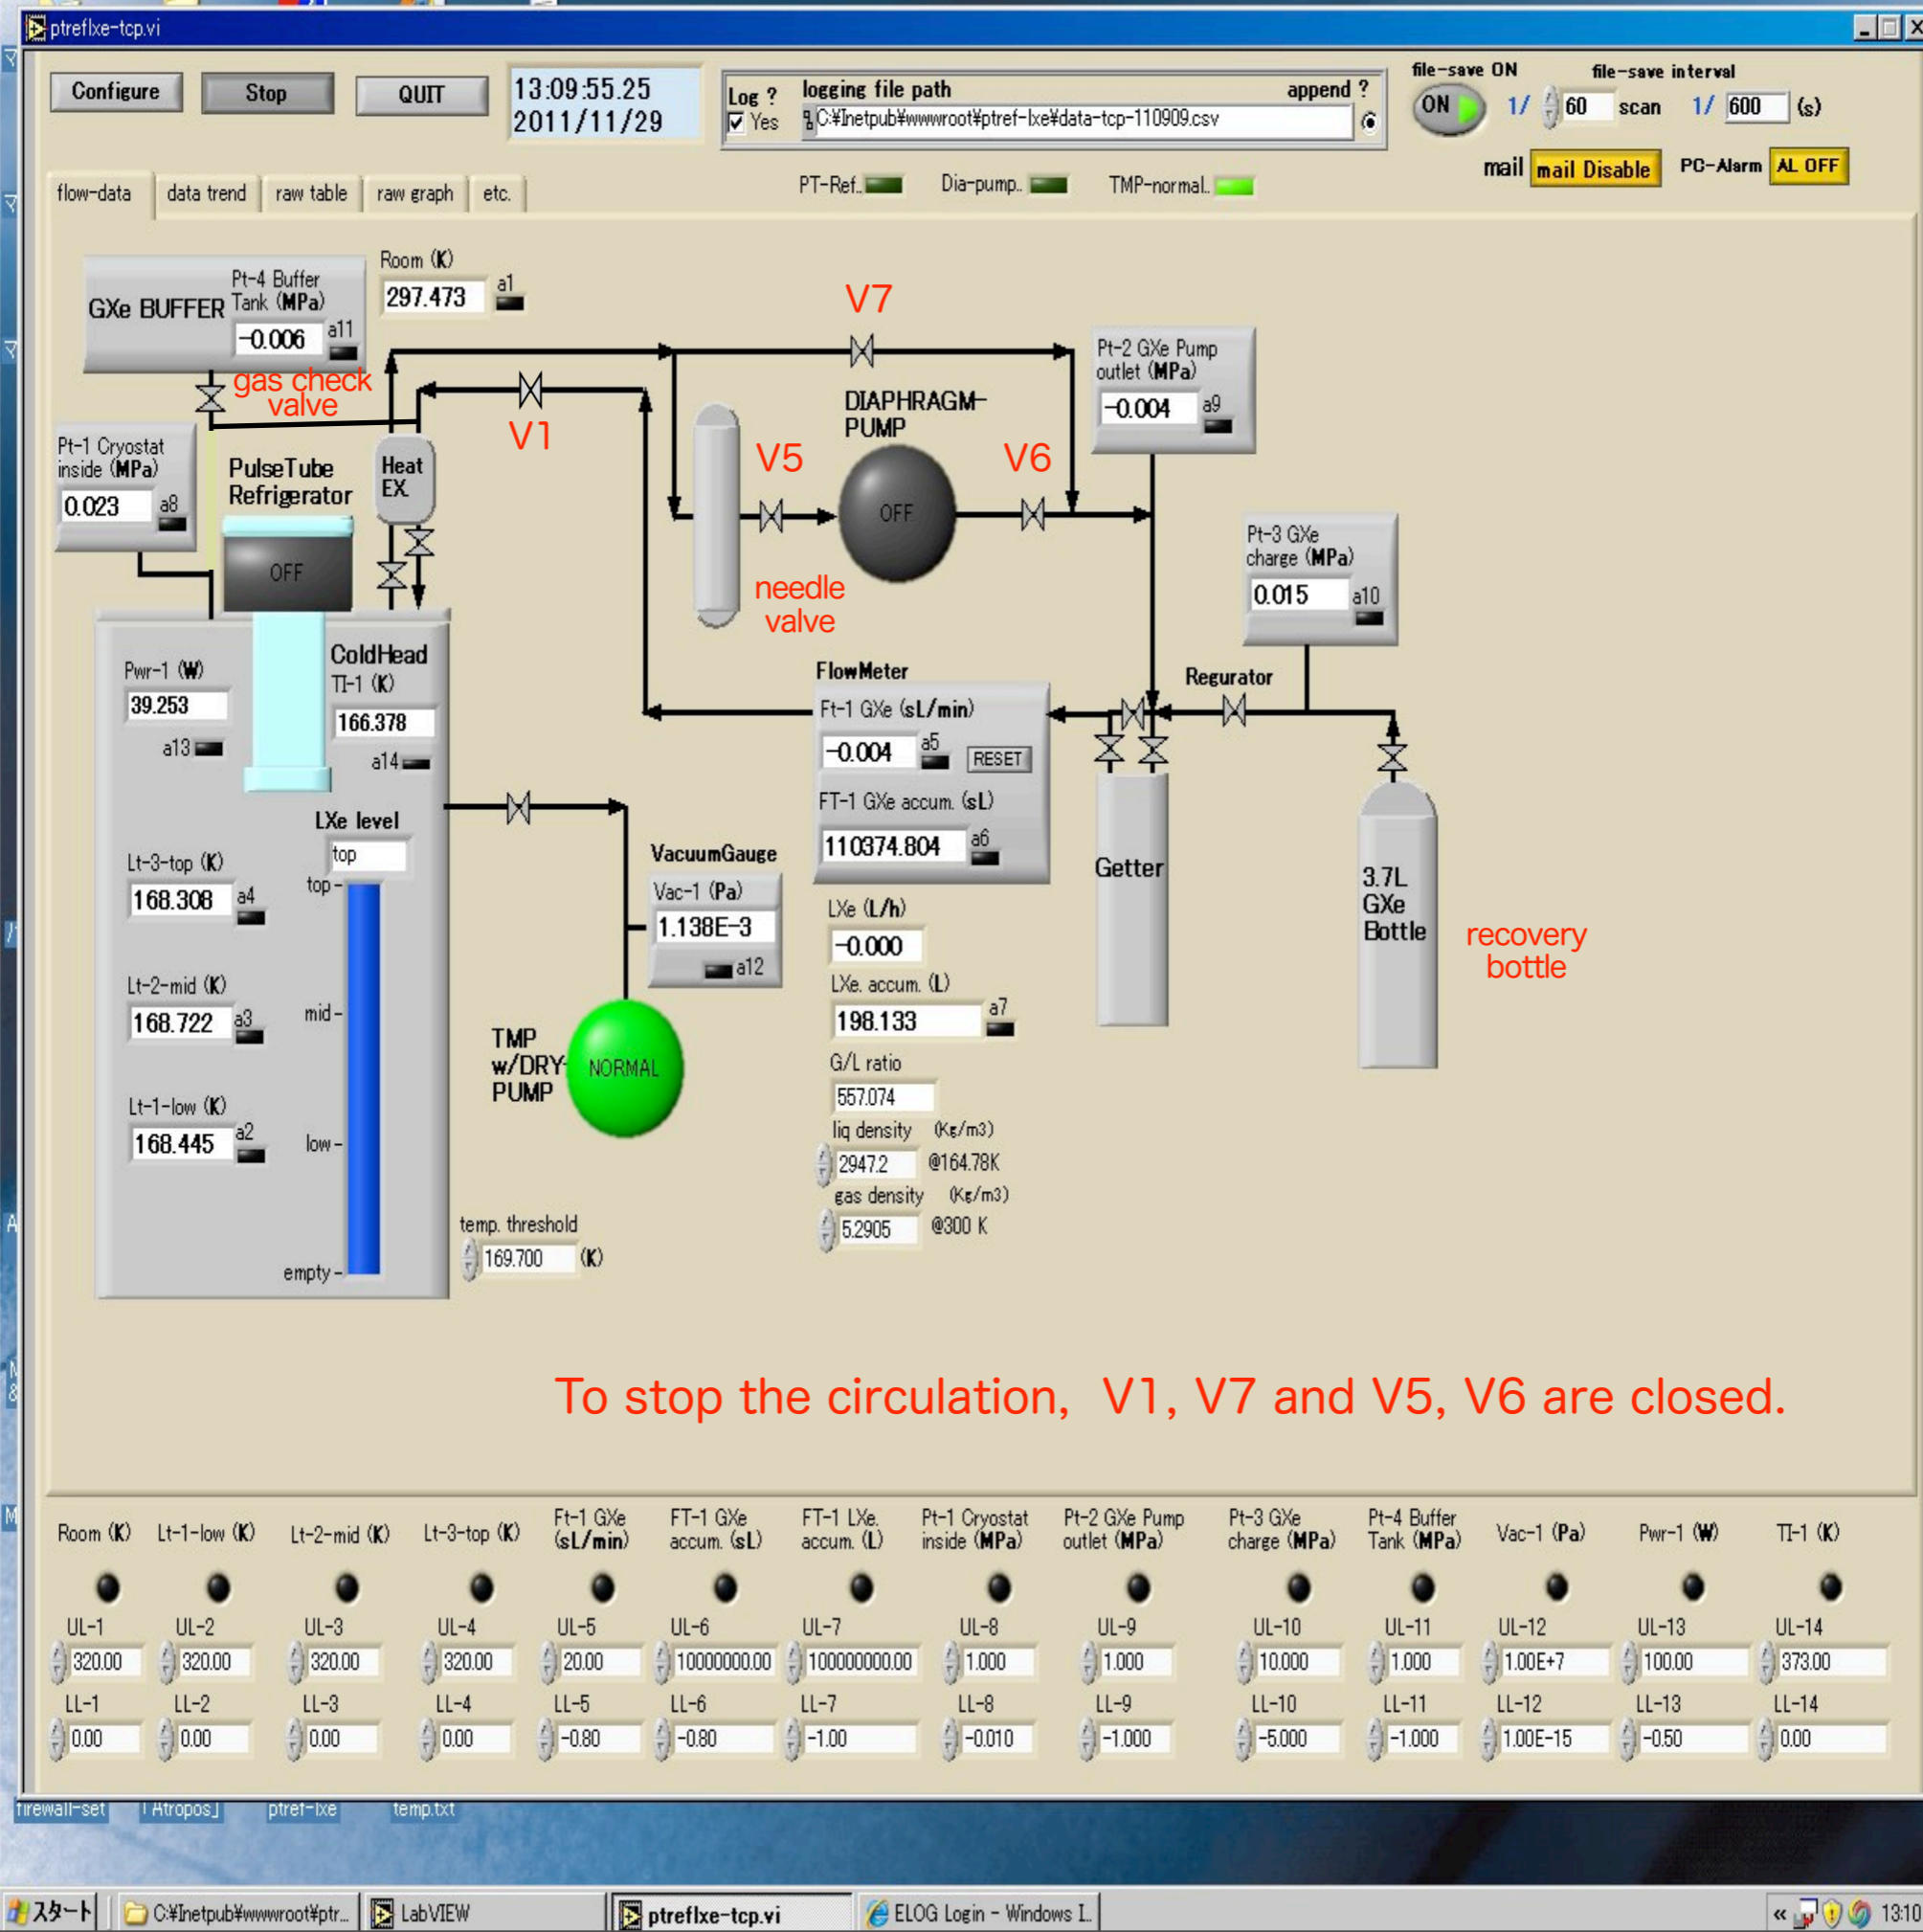 ptreflxe-tcp.vi
Configure
Stop
QUIT
13:09:55.25
2011/11/29
Log ?
Yes
logging file path
append ?
C:¥Inetpub¥wwwroot¥ptref-lxe¥data-tcp-110909.csv
file-save ON
ON
file-save interval
1/ 60 scan 1/ 600 (s)
mail mail Disable PC-Alarm AL OFF
flow-data
data trend
raw table
raw graph
etc.
PT-Ref..
Dia-pump..
TMP-normal..
GXe BUFFER
Pt-4 Buffer
Tank (MPa)
-0.006 a11
Room (K)
297.473 a1
gas check
valve
V1
V7
Pt-1 Cryostat
inside (MPa)
0.023 a8
PulseTube
Refrigerator
OFF
Heat
EX.
V5
DIAPHRAGM-
PUMP
OFF
V6
needle
valve
Pt-2 GXe Pump
outlet (MPa)
-0.004 a9
Pt-3 GXe
charge (MPa)
0.015 a10
Pwr-1 (W)
39.253
a13
ColdHead
TI-1 (K)
166.378
a14
LXe level
top
top
mid
low
empty
Lt-3-top (K)
168.308 a4
Lt-2-mid (K)
168.722 a3
Lt-1-low (K)
168.445 a2
temp. threshold
169.700 (K)
VacuumGauge
Vac-1 (Pa)
1.138E-3
a12
TMP
w/DRY-
PUMP
NORMAL
FlowMeter
Ft-1 GXe (sL/min)
-0.004 a5 RESET
FT-1 GXe accum. (sL)
110374.804 a6
LXe (L/h)
-0.000
LXe. accum. (L)
198.133 a7
G/L ratio
557.074
liq density (Kg/m3)
2947.2 @164.78K
gas density (Kg/m3)
5.2905 @300 K
Regurator
Getter
3.7L
GXe
Bottle
recovery
bottle
To stop the circulation, V1, V7 and V5, V6 are closed.
Room (K)
Lt-1-low (K)
Lt-2-mid (K)
Lt-3-top (K)
Ft-1 GXe
(sL/min)
FT-1 GXe
accum. (sL)
FT-1 LXe.
accum. (L)
Pt-1 Cryostat
inside (MPa)
Pt-2 GXe Pump
outlet (MPa)
Pt-3 GXe
charge (MPa)
Pt-4 Buffer
Tank (MPa)
Vac-1 (Pa)
Pwr-1 (W)
TI-1 (K)
UL-1 UL-2 UL-3 UL-4 UL-5 UL-6 UL-7 UL-8 UL-9 UL-10 UL-11 UL-12 UL-13 UL-14
320.00 320.00 320.00 320.00 20.00 10000000.00 100000000.00 1.000 1.000 10.000 1.000 1.00E+7 100.00 373.00
LL-1 LL-2 LL-3 LL-4 LL-5 LL-6 LL-7 LL-8 LL-9 LL-10 LL-11 LL-12 LL-13 LL-14
0.00 0.00 0.00 0.00 -0.80 -0.80 -1.00 -0.010 -1.000 -5.000 -1.000 1.00E-15 -0.50 0.00
firewall-set
Atropos」
ptref-lxe
temp.txt
スタート
C:¥Inetpub¥wwwroot¥ptr...
LabVIEW
ptreflxe-tcp.vi
ELOG Login - Windows I...
13:10